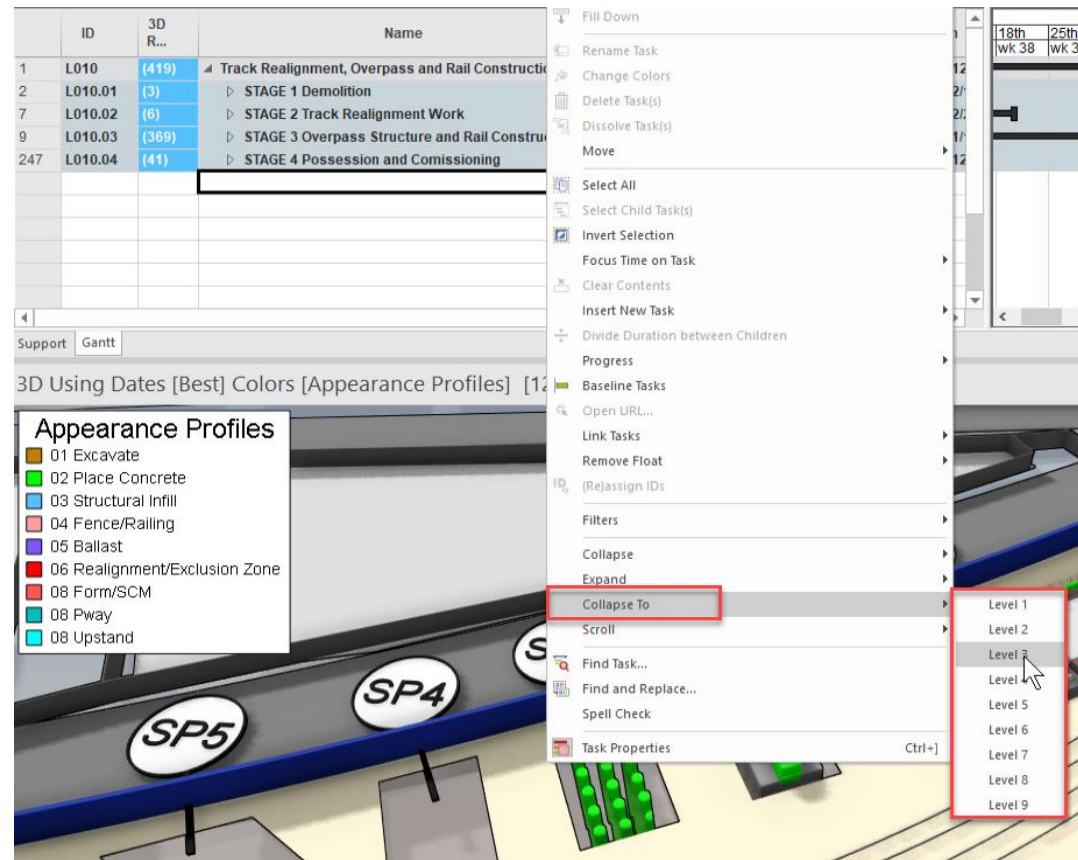 ID 3D R... Name
1 L010 (419) Track Realignment, Overpass and Rail Constructio
2 L010.01 (3) STAGE 1 Demolition
7 L010.02 (6) STAGE 2 Track Realignment Work
9 L010.03 (369) STAGE 3 Overpass Structure and Rail Constru
247 L010.04 (41) STAGE 4 Possession and Comissioning
18th 25th
wk 38 wk 3
Support Gantt
3D Using Dates [Best] Colors [Appearance Profiles] [12
Appearance Profiles
01 Excavate
02 Place Concrete
03 Structural Infill
04 Fence/Railing
05 Ballast
06 Realignment/Exclusion Zone
08 Form/SCM
08 Pway
08 Upstand
SP5
SP4
S
Fill Down
Rename Task
Change Colors
Delete Task(s)
Dissolve Task(s)
Move
Select All
Select Child Task(s)
Invert Selection
Focus Time on Task
Clear Contents
Insert New Task
Divide Duration between Children
Progress
Baseline Tasks
Open URL...
Link Tasks
Remove Float
(Re)assign IDs
Filters
Collapse
Expand
Collapse To
Scroll
Find Task...
Find and Replace...
Spell Check
Task Properties Ctrl+]
Level 1
Level 2
Level 3
Level 4
Level 5
Level 6
Level 7
Level 8
Level 9